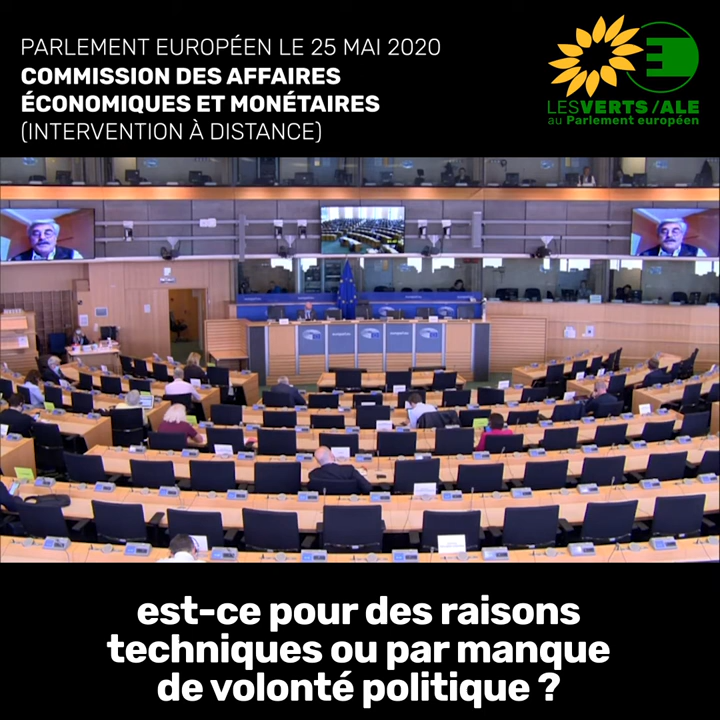 PARLEMENT EUROPÉEN LE 25 MAI 2020
COMMISSION DES AFFAIRES
ÉCONOMIQUES ET MONÉTAIRES
(INTERVENTION À DISTANCE)
LESVERTS/ALE
au Parlement européen
est-ce pour des raisons
techniques ou par manque
de volonté politique ?